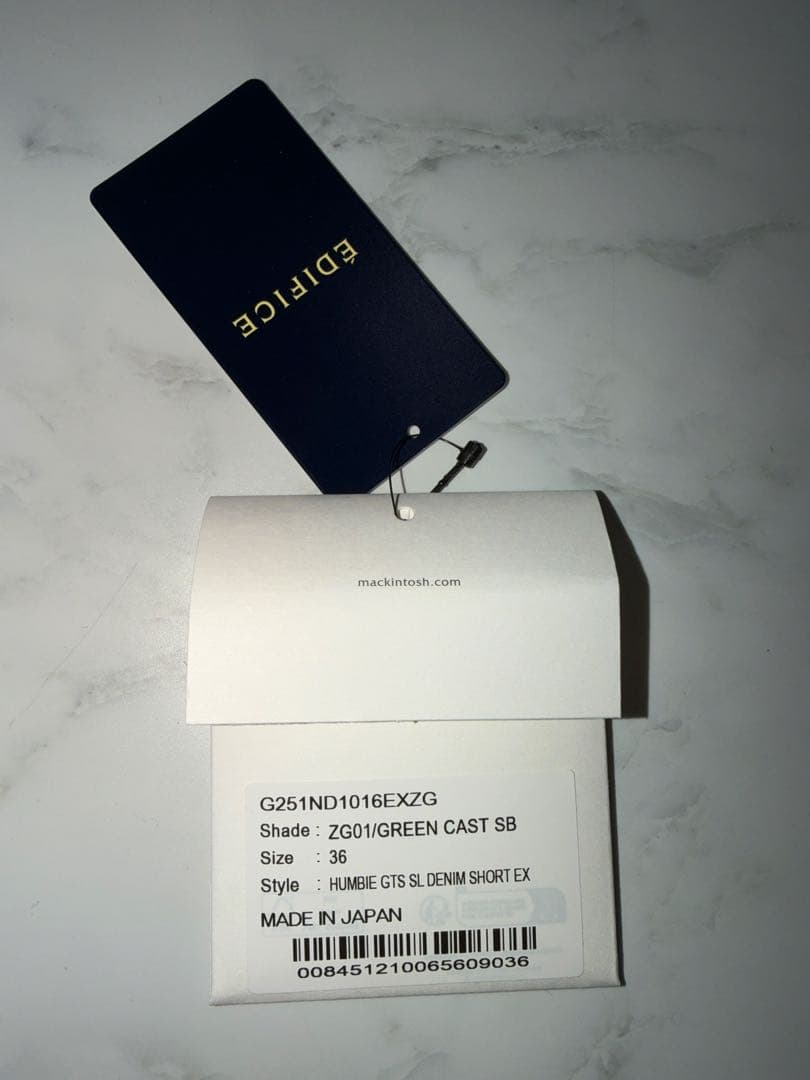 ÉDIFICE
mackintosh.com
G251ND1016EXZG
Shade : ZG01/GREEN CAST SB
Size : 36
Style : HUMBIE GTS SL DENIM SHORT EX
MADE IN JAPAN
008451210065609036